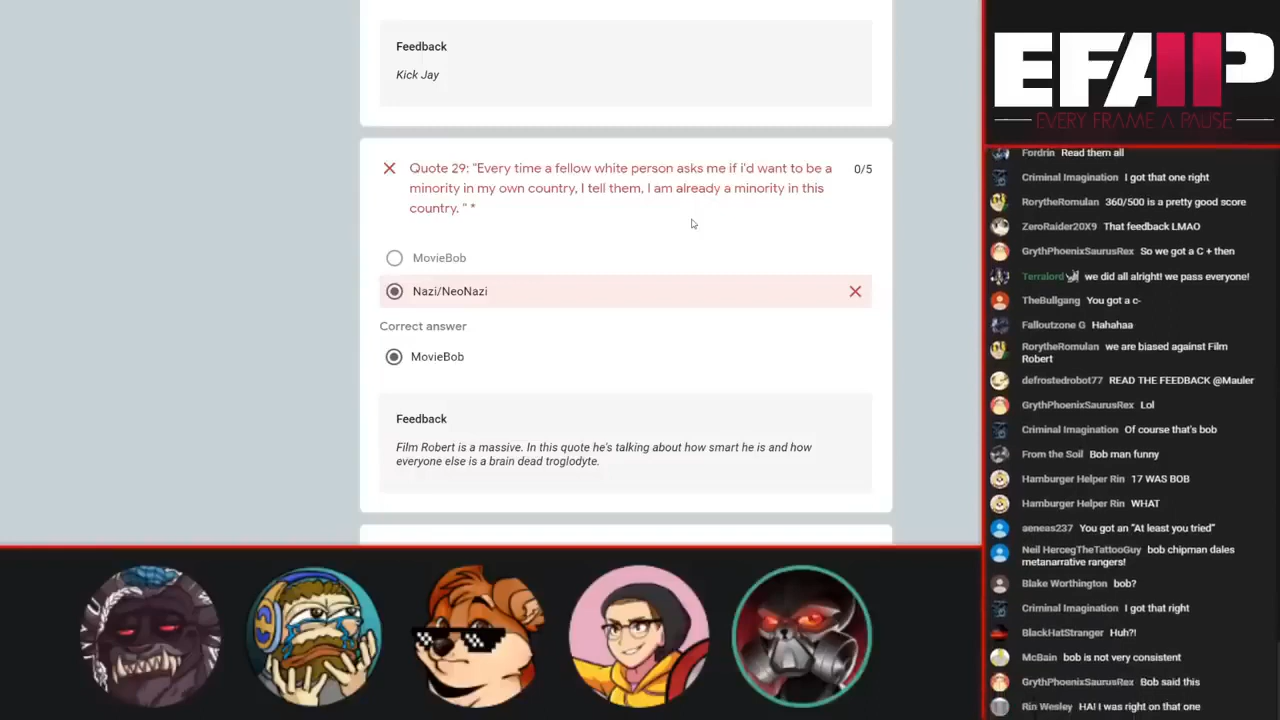 Feedback
Kick Jay
Quote 29: "Every time a fellow white person asks me if i'd want to be a
minority in my own country, I tell them, I am already a minority in this
country. " *
0/5
MovieBob
Nazi/NeoNazi
Correct answer
MovieBob
Feedback
Film Robert is a massive. In this quote he's talking about how smart he is and how
everyone else is a brain dead troglodyte.
EFAP
EVERY FRAME A PAUSE
Fordrin Read them all
Criminal Imagination I got that one right
RorytheRomulan 360/500 is a pretty good score
ZeroRaider20X9 That feedback LMAO
GrythPhoenixSaurusRex So we got a C + then
Terralord we did all alright! we pass everyone!
TheBullgang You got a c-
Falloutzone G Hahahaa
RorytheRomulan we are biased against Film
Robert
defrostedrobot77 READ THE FEEDBACK @Mauler
GrythPhoenixSaurusRex Lol
Criminal Imagination Of course that's bob
From the Soil Bob man funny
Hamburger Helper Rin 17 WAS BOB
Hamburger Helper Rin WHAT
aeneas237 You got an "At least you tried"
Neil HercegTheTattooGuy bob chipman dales
metanarrative rangers!
Blake Worthington bob?
Criminal Imagination I got that right
BlackHatStranger Huh?!
McBain bob is not very consistent
GrythPhoenixSaurusRex Bob said this
Rin Wesley HA! I was right on that one